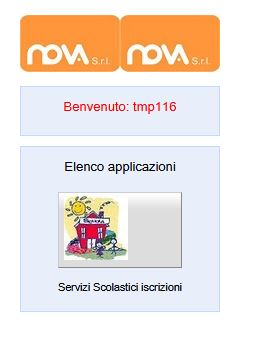 NOVA S.r.l. NOVA S.r.l.
Benvenuto: tmp116
Elenco applicazioni
Servizi Scolastici iscrizioni